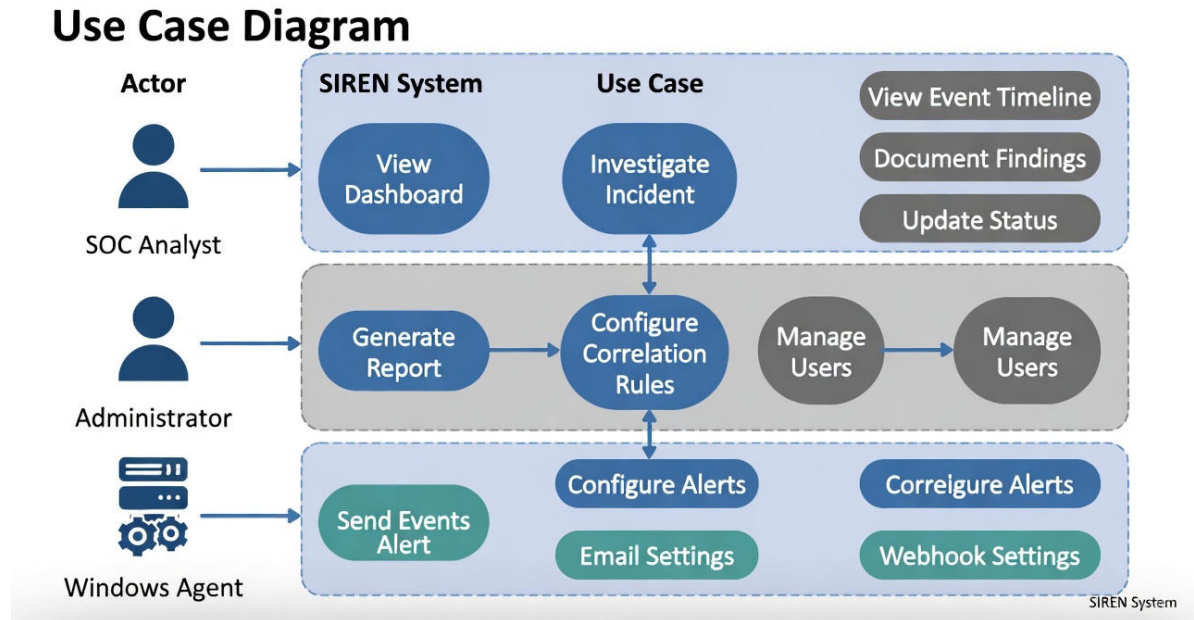 Use Case Diagram
Actor
SIREN System
Use Case
View Event Timeline
View
Dashboard
Investigate
Incident
Document Findings
Update Status
SOC Analyst
Generate
Report
Configure
Correlation
Rules
Manage
Users
Manage
Users
Administrator
Send Events
Alert
Configure Alerts
Correigure Alerts
Email Settings
Webhook Settings
Windows Agent
SIREN System